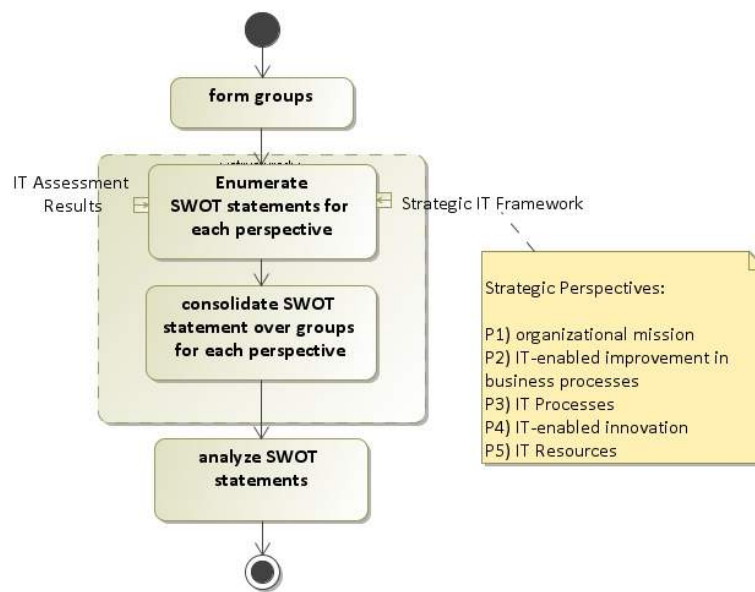 form groups
IT Assessment
Results
Enumerate
SWOT statements for
each perspective
Strategic IT Framework
consolidate SWOT
statement over groups
for each perspective
analyze SWOT
statements
Strategic Perspectives:
P1) organizational mission
P2) IT-enabled improvement in
business processes
P3) IT Processes
P4) IT-enabled innovation
P5) IT Resources